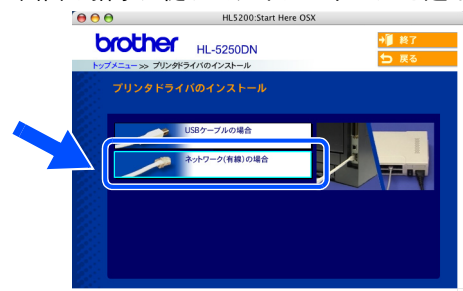 HL5200:Start Here OSX
brother HL-5250DN
終了
戻る
トップメニュー >> プリンタドライバのインストール
プリンタドライバのインストール
USBケーブルの場合
ネットワーク(有線)の場合